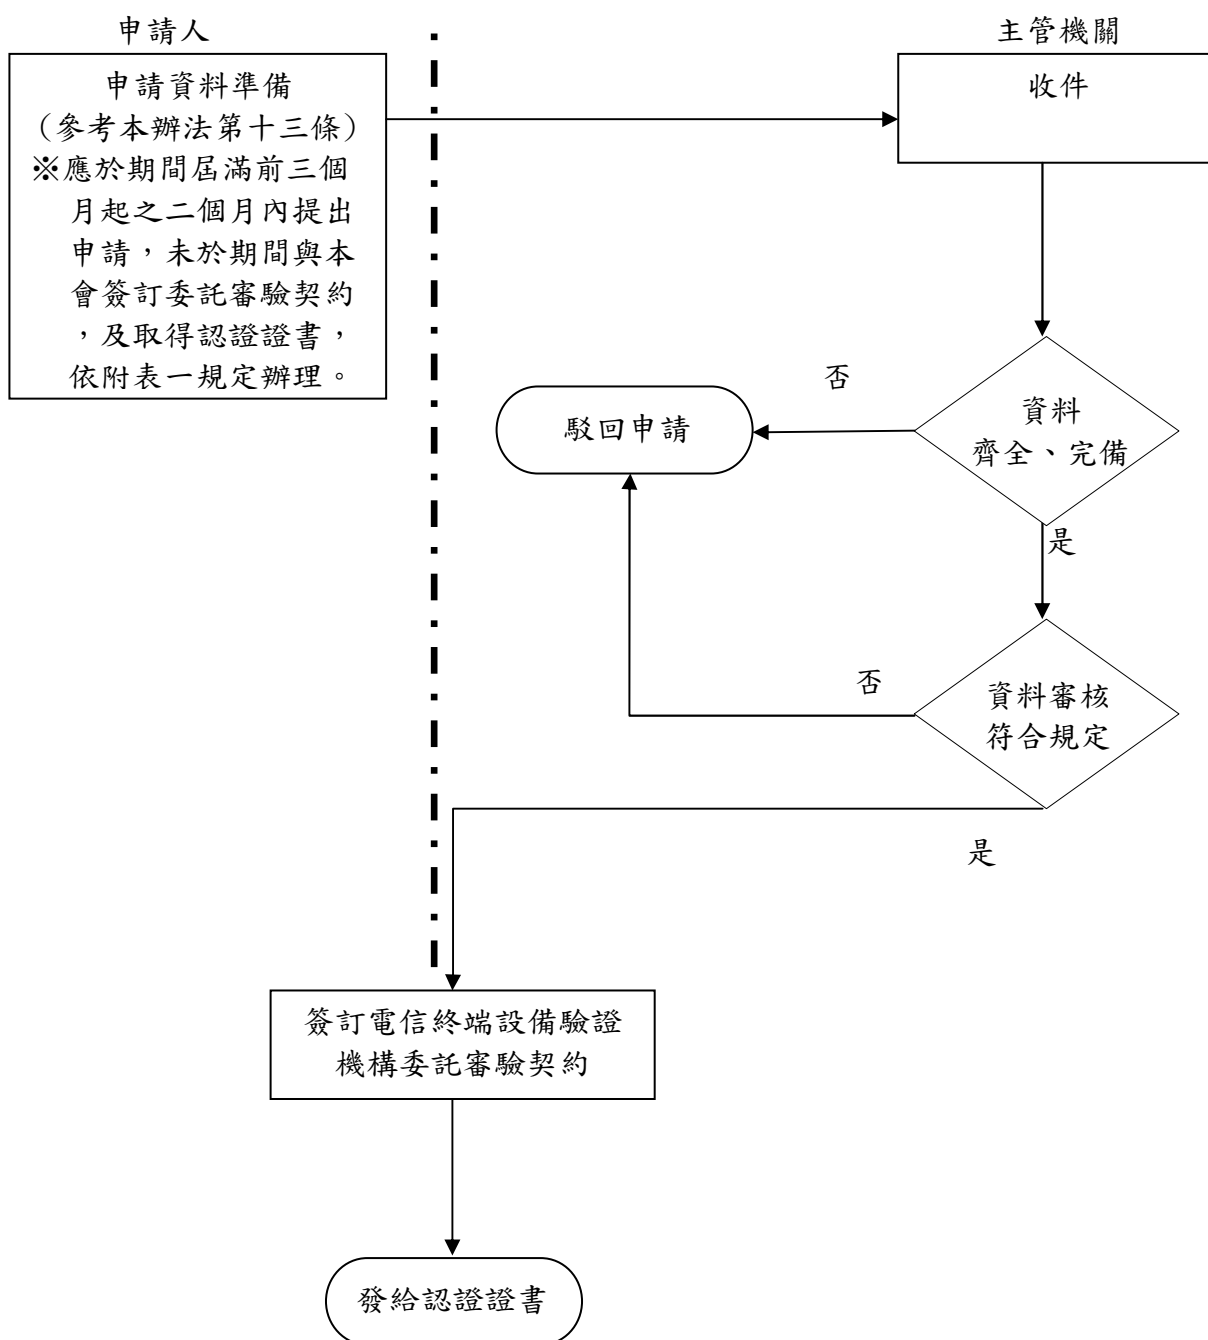 申請人
主管機關
申請資料準備
（參考本辦法第十三條）
※應於期間屆滿前三個
月起之二個月內提出
申請，未於期間與本
會簽訂委託審驗契約
，及取得認證證書，
依附表一規定辦理。
收件
否
駁回申請
資料
齊全、完備
是
否
資料審核
符合規定
是
簽訂電信終端設備驗證
機構委託審驗契約
發給認證證書